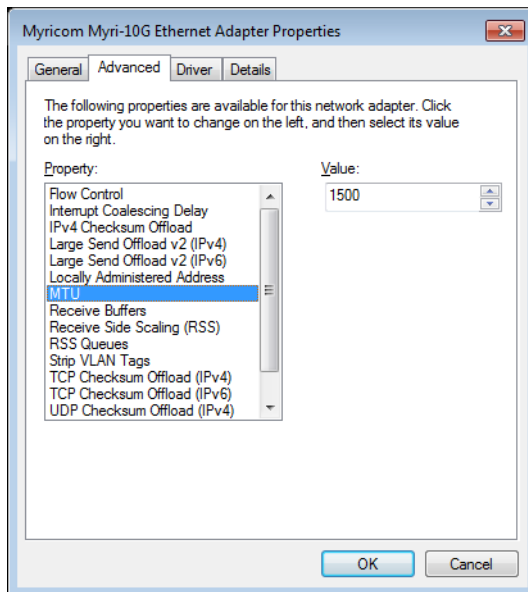 Myricom Myri-10G Ethernet Adapter Properties
General Advanced Driver Details
The following properties are available for this network adapter. Click
the property you want to change on the left, and then select its value
on the right.
Property:
Flow Control
Interrupt Coalescing Delay
IPv4 Checksum Offload
Large Send Offload v2 (IPv4)
Large Send Offload v2 (IPv6)
Locally Administered Address
MTU
Receive Buffers
Receive Side Scaling (RSS)
RSS Queues
Strip VLAN Tags
TCP Checksum Offload (IPv4)
TCP Checksum Offload (IPv6)
UDP Checksum Offload (IPv4)
Value:
1500
OK Cancel